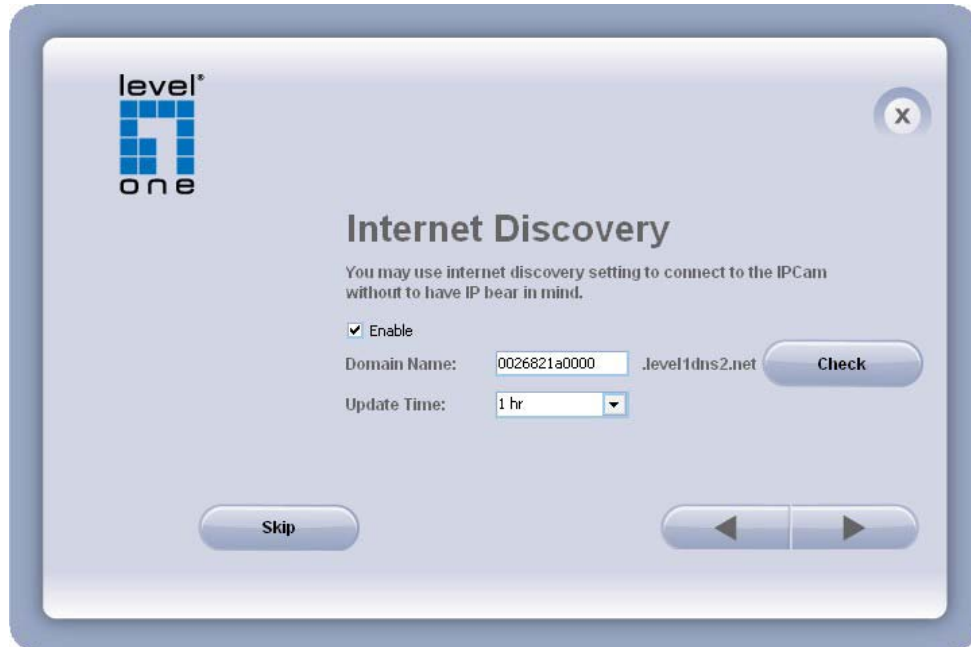 level®
one
X
Internet Discovery
You may use internet discovery setting to connect to the IPCam
without to have IP bear in mind.
Enable
Domain Name: 0026821a0000 .level1dns2.net Check
Update Time: 1 hr
Skip